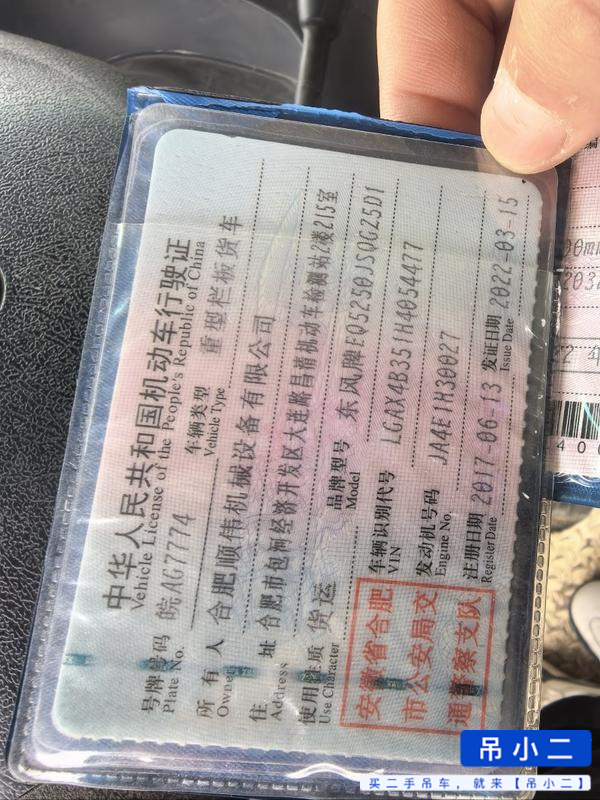 中华人民共和国机动车行驶证
Vehicle License of the People's Republic of China
号牌号码 皖AG7774 车辆类型 重型栏板货车
Plate No. Vehicle Type
所有人 合肥顺伟机械设备有限公司
Owner
住址 合肥市包河经济开发区大连路昌清机动车检测站2楼215室
Address
使用性质 货运 品牌型号 东风牌EQ5250JSQG25D1
Use Character Model
安徽省合肥
市公安局交
通警察支队
车辆识别代号 LGAX4B351H4054477
VIN
发动机号码 JA4E1H30027
Engine No.
注册日期 2017-06-13 发证日期 2022-03-15
Register Date Issue Date
吊小二
买二手吊车,就来【吊小二】